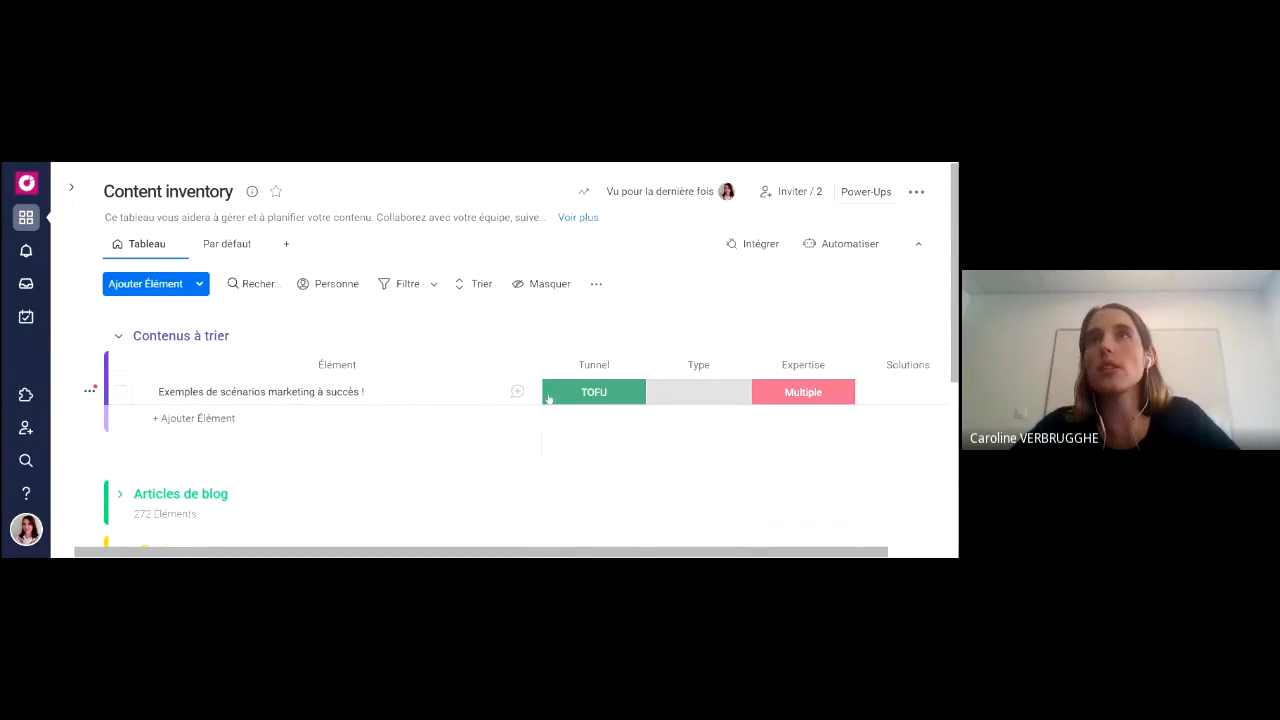 Content inventory
Vu pour la dernière fois
Inviter / 2
Power-Ups
Ce tableau vous aidera à gérer et à planifier votre contenu. Collaborez avec votre équipe, suive... Voir plus
Tableau
Par défaut
+
Intégrer
Automatiser
Ajouter Élément
Recher...
Personne
Filtre
Trier
Masquer
Contenus à trier
Élément
Tunnel
Type
Expertise
Solutions
Exemples de scénarios marketing à succès !
TOFU
Multiple
+ Ajouter Élément
Articles de blog
272 Éléments
Caroline VERBRUGGHE